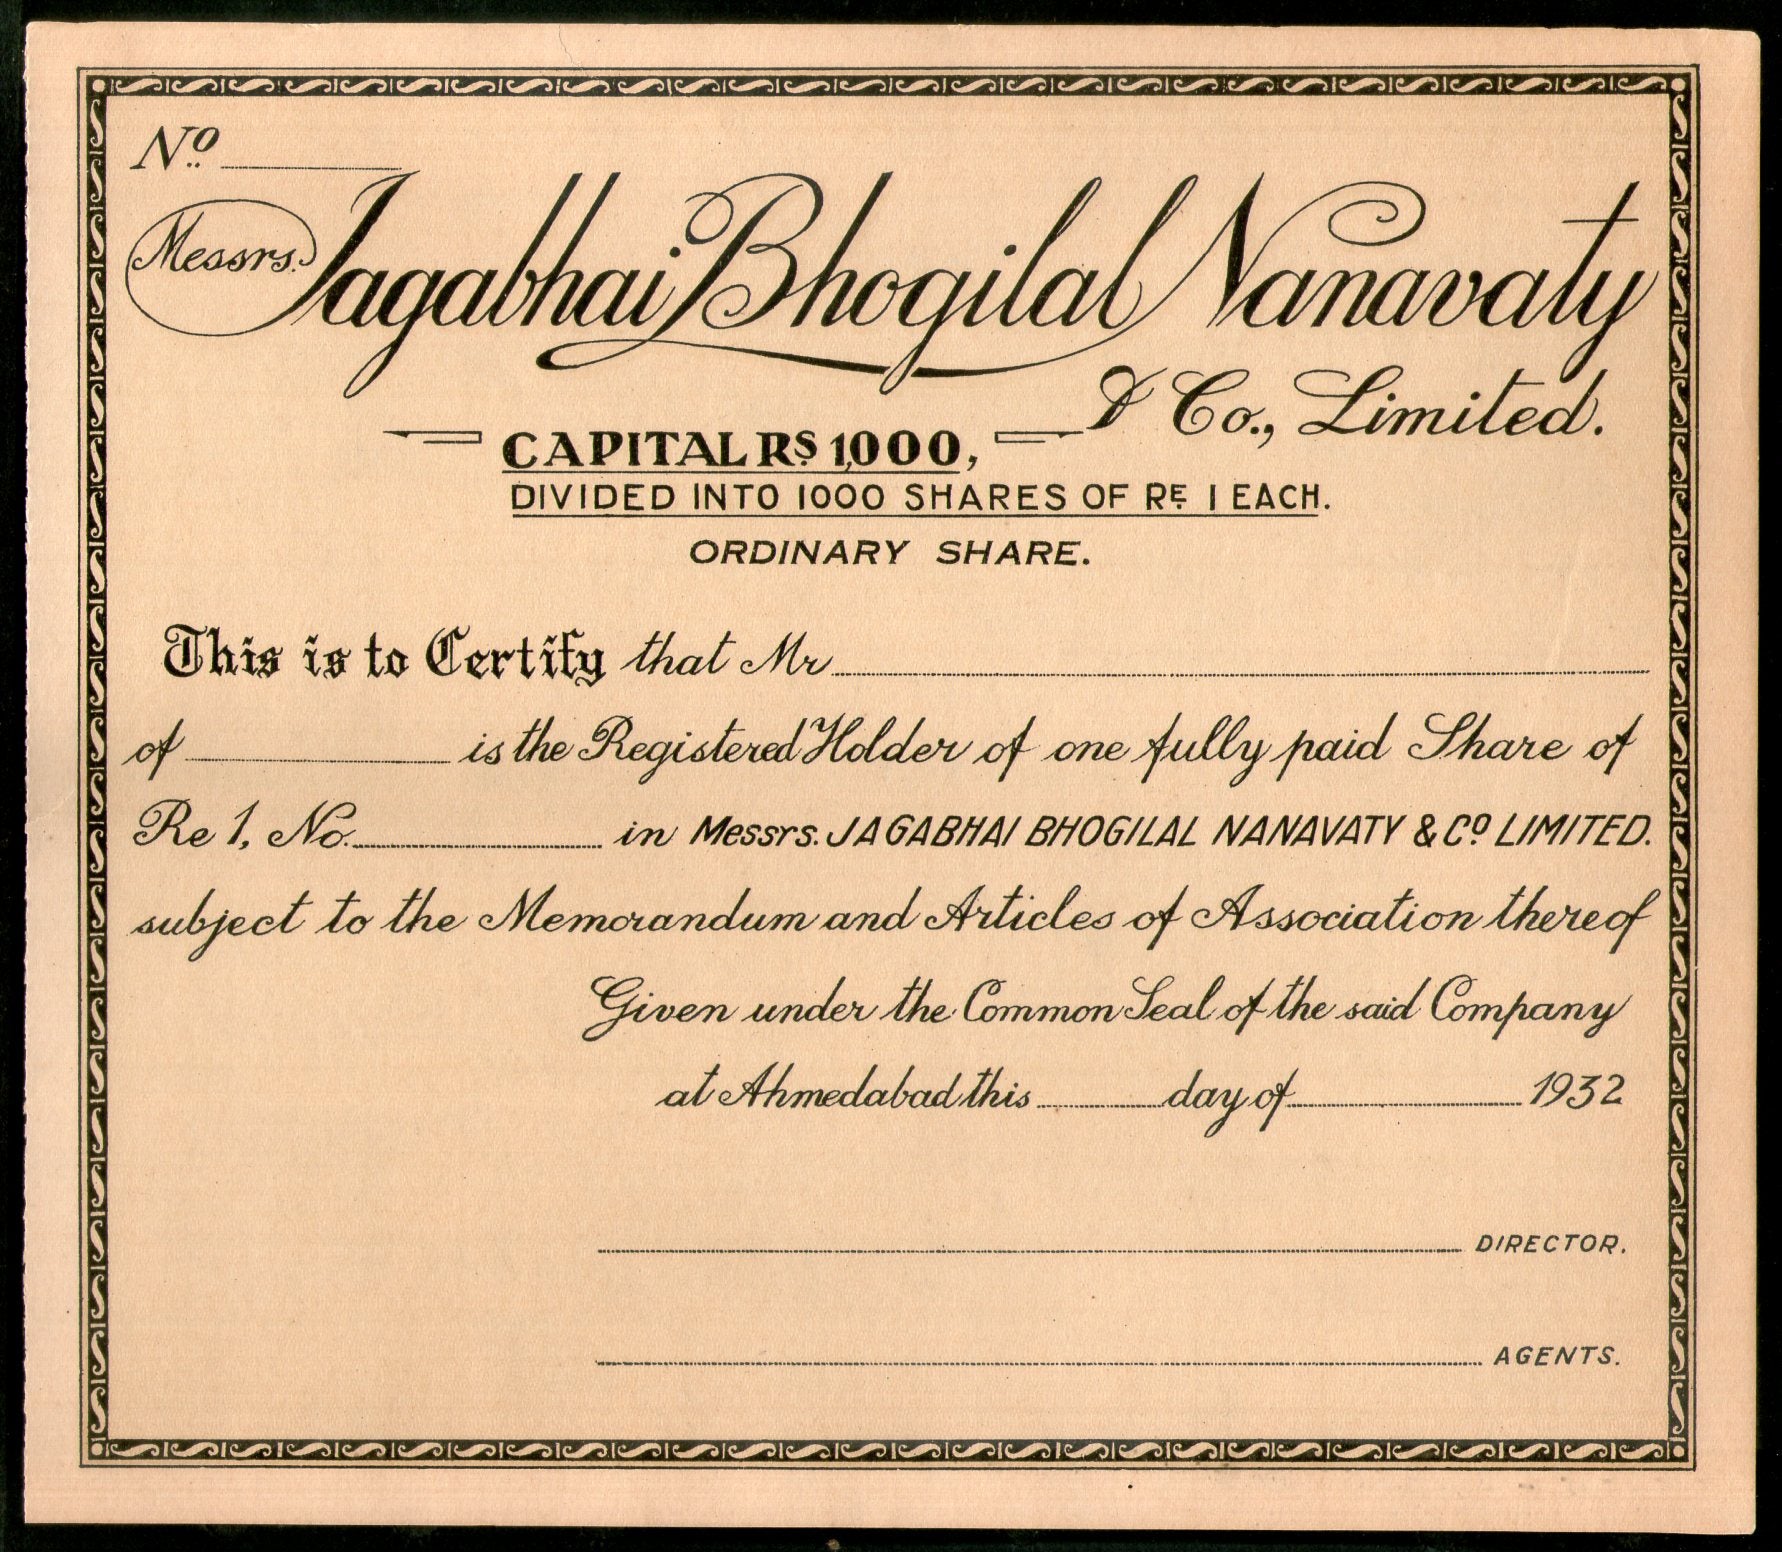 No.
Messrs. Jagabhai Bhogilal Nanavaty
& Co., Limited.
CAPITAL RS. 1,000,
DIVIDED INTO 1000 SHARES OF RE. 1 EACH.
ORDINARY SHARE.
This is to Certify that Mr
of is the Registered Holder of one fully paid Share of
Re 1, No. in Messrs. JAGABHAI BHOGILAL NANAVATY & Co LIMITED.
subject to the Memorandum and Articles of Association thereof
Given under the Common Seal of the said Company
at Ahmedabad this day of 1932
DIRECTOR.
AGENTS.